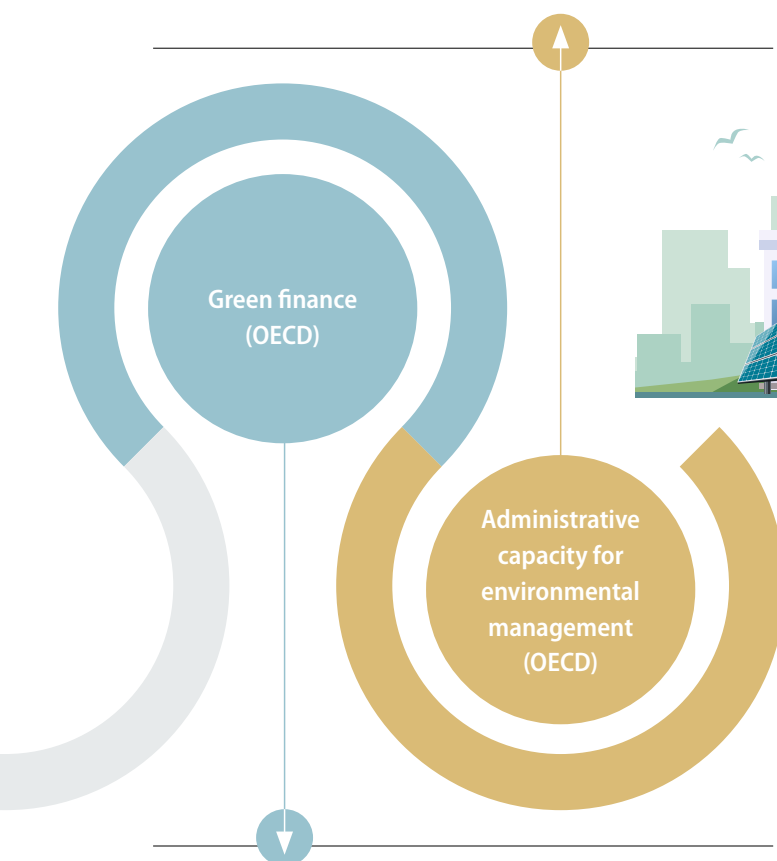 Green finance
(OECD)
Administrative
capacity for
environmental
management
(OECD)